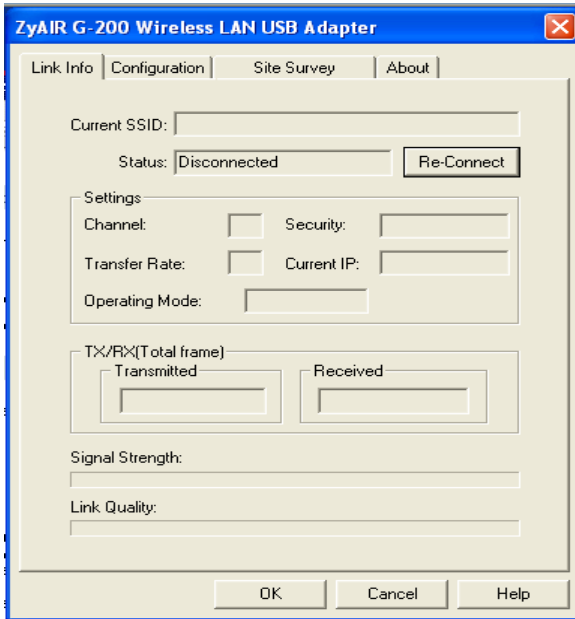 ZyAIR G-200 Wireless LAN USB Adapter
Link Info Configuration Site Survey About
Current SSID:
Status: Disconnected Re-Connect
Settings
Channel: Security:
Transfer Rate: Current IP:
Operating Mode:
TX/RX(Total frame)
Transmitted Received
Signal Strength:
Link Quality:
OK Cancel Help